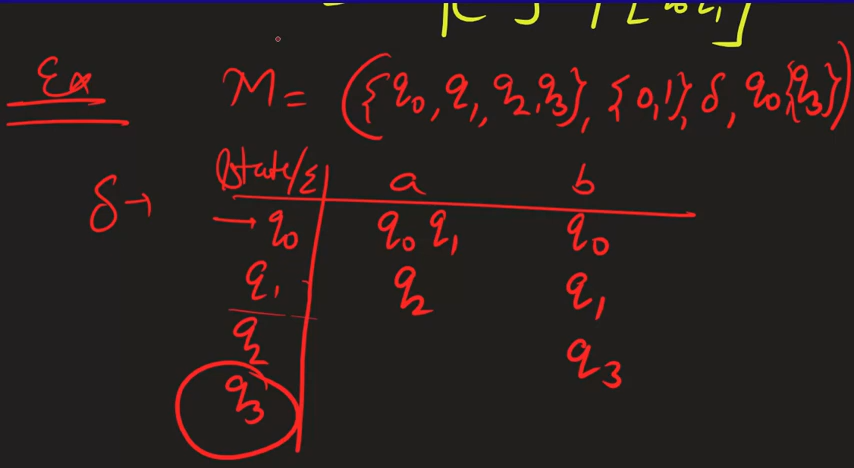 Ex M = ({q0, q1, q2, q3}, {0,1}, δ, q0 {q3})
δ → State/Σ a b
→ q0 q0 q1 q0
q1 q2 q1
q2 q3
q3